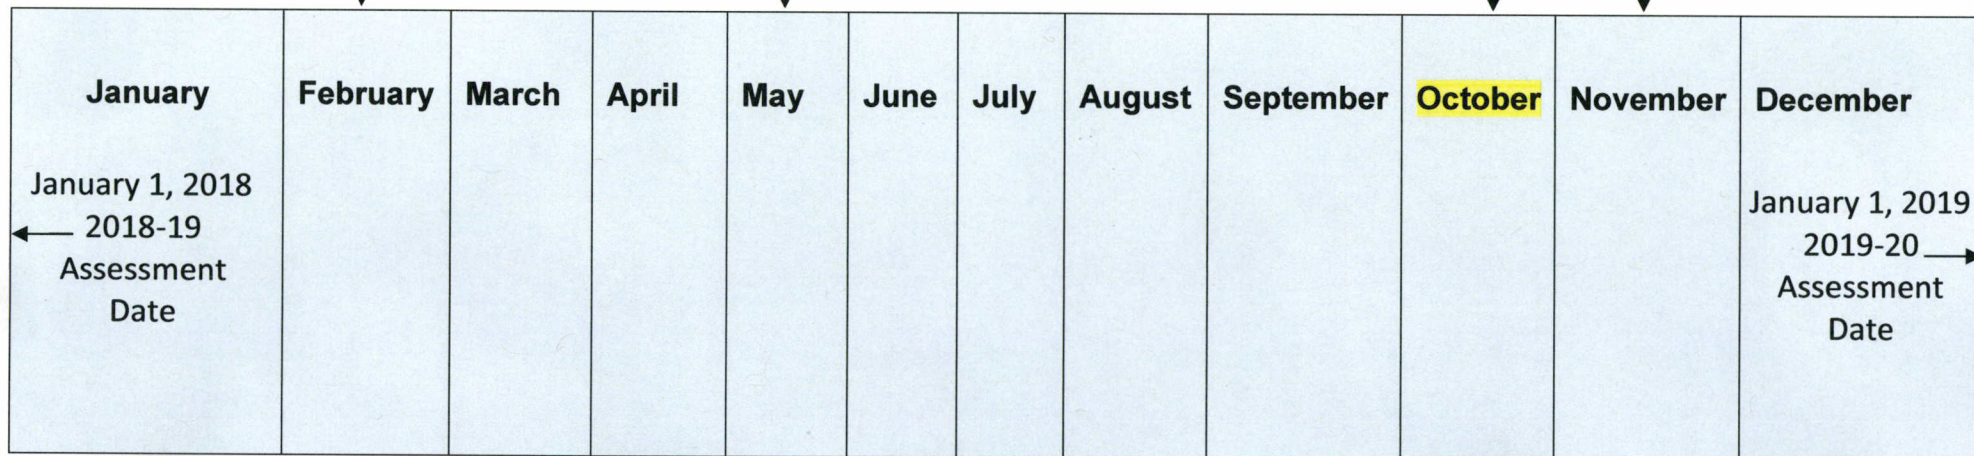 January February March April May June July August September October November December
January 1, 2018
2018-19
Assessment
Date
January 1, 2019
2019-20
Assessment
Date